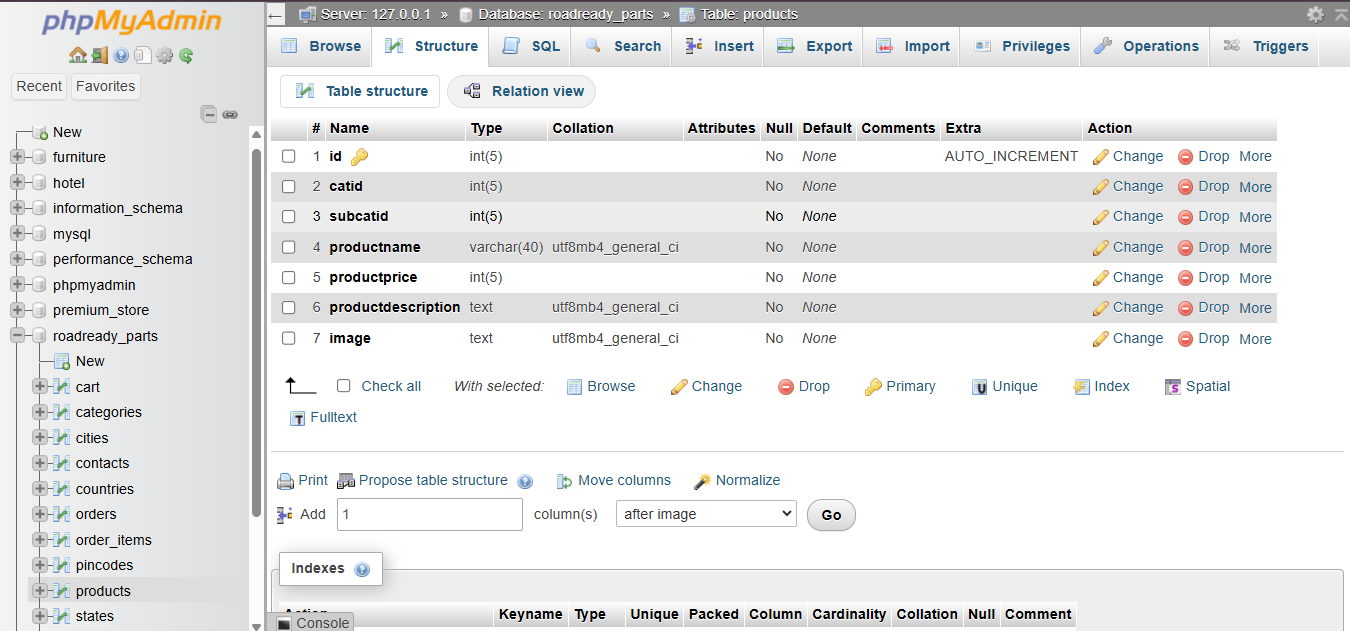 phpMyAdmin
Recent Favorites
New
furniture
hotel
information_schema
mysql
performance_schema
phpmyadmin
premium_store
roadready_parts
New
cart
categories
cities
contacts
countries
orders
order_items
pincodes
products
states
← Server: 127.0.0.1 » Database: roadready_parts » Table: products
Browse Structure SQL Search Insert Export Import Privileges Operations Triggers
Table structure Relation view
# Name Type Collation Attributes Null Default Comments Extra Action
1 id int(5) No None AUTO_INCREMENT Change Drop More
2 catid int(5) No None Change Drop More
3 subcatid int(5) No None Change Drop More
4 productname varchar(40) utf8mb4_general_ci No None Change Drop More
5 productprice int(5) No None Change Drop More
6 productdescription text utf8mb4_general_ci No None Change Drop More
7 image text utf8mb4_general_ci No None Change Drop More
Check all With selected: Browse Change Drop Primary Unique Index Spatial
Fulltext
Print Propose table structure Move columns Normalize
Add 1 column(s) after image Go
Indexes
Action Keyname Type Unique Packed Column Cardinality Collation Null Comment
Console